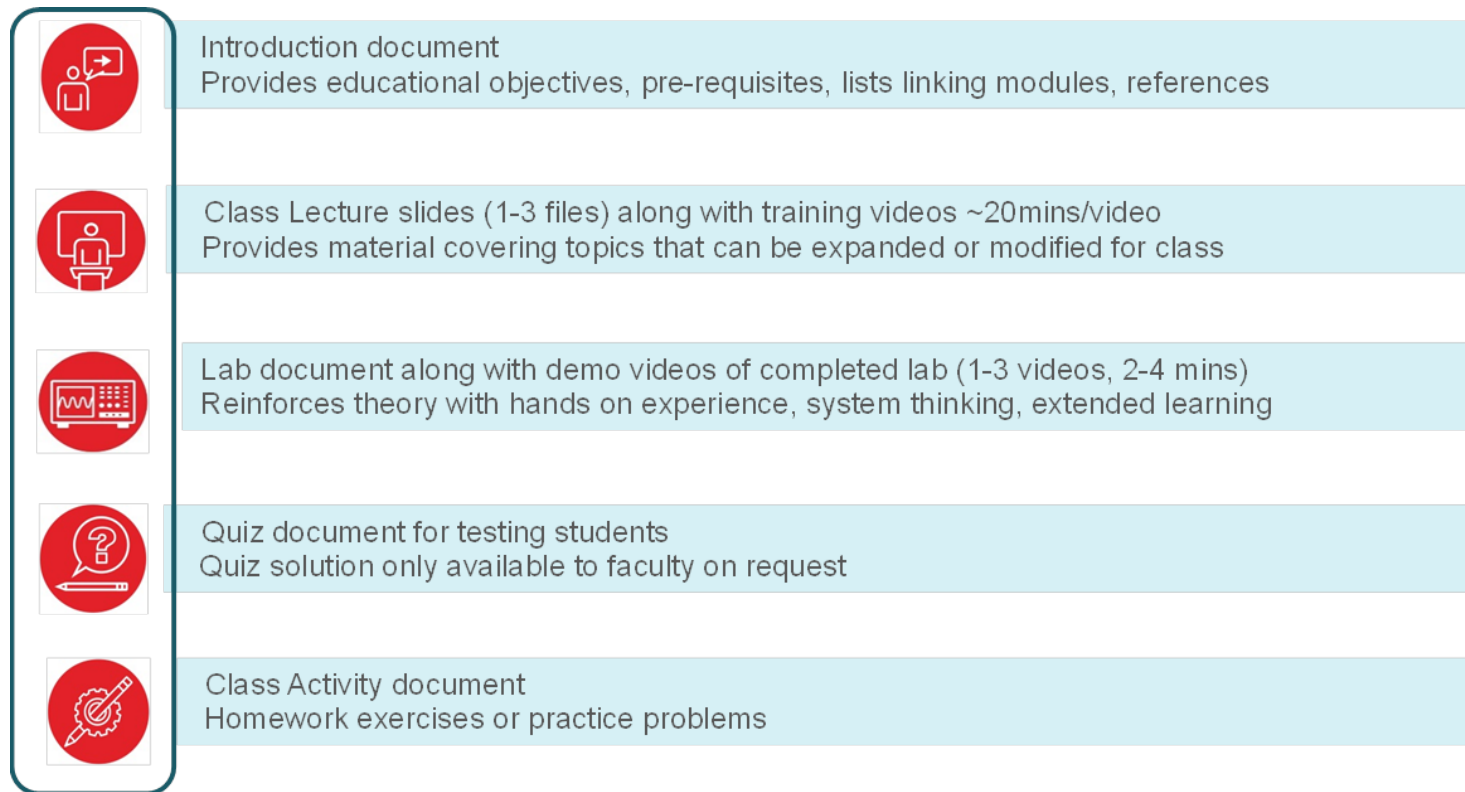 Introduction document
Provides educational objectives, pre-requisites, lists linking modules, references
Class Lecture slides (1-3 files) along with training videos ~20mins/video
Provides material covering topics that can be expanded or modified for class
Lab document along with demo videos of completed lab (1-3 videos, 2-4 mins)
Reinforces theory with hands on experience, system thinking, extended learning
Quiz document for testing students
Quiz solution only available to faculty on request
Class Activity document
Homework exercises or practice problems